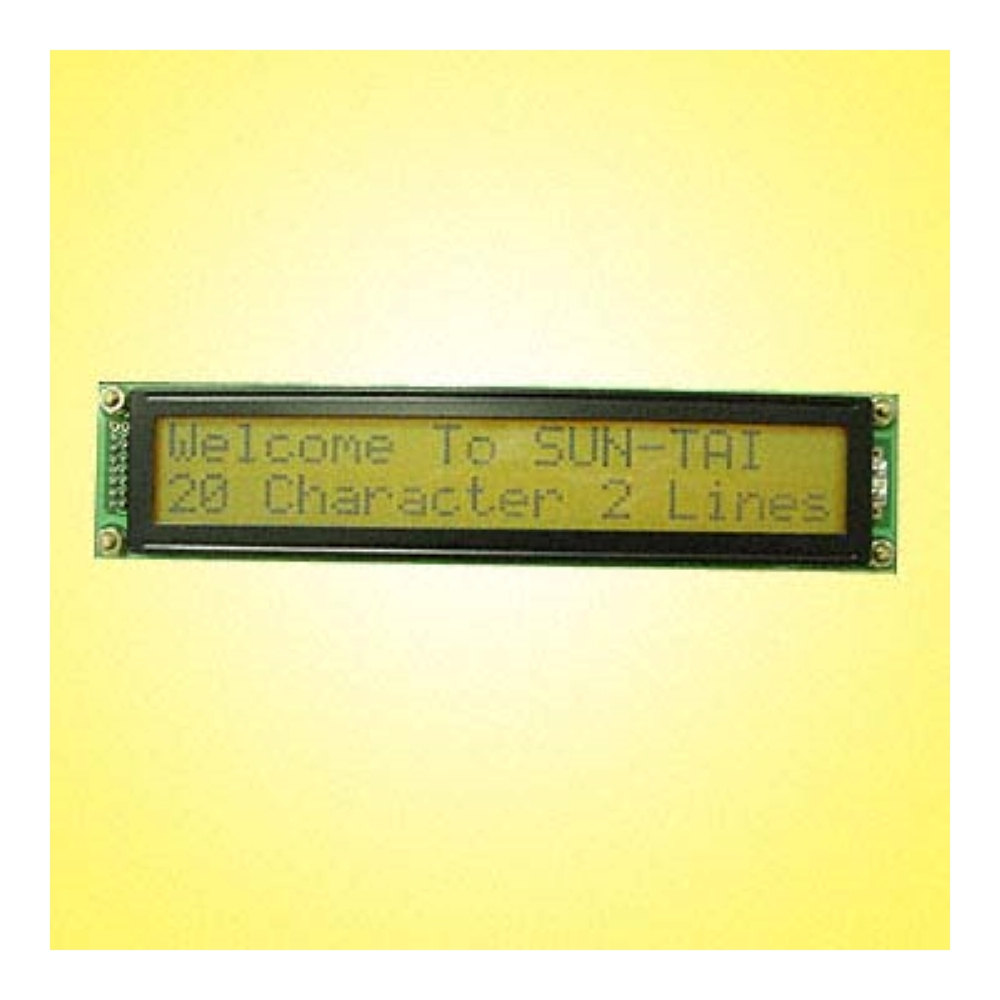 Welcome To SUN-TAI
20 Character 2 Lines